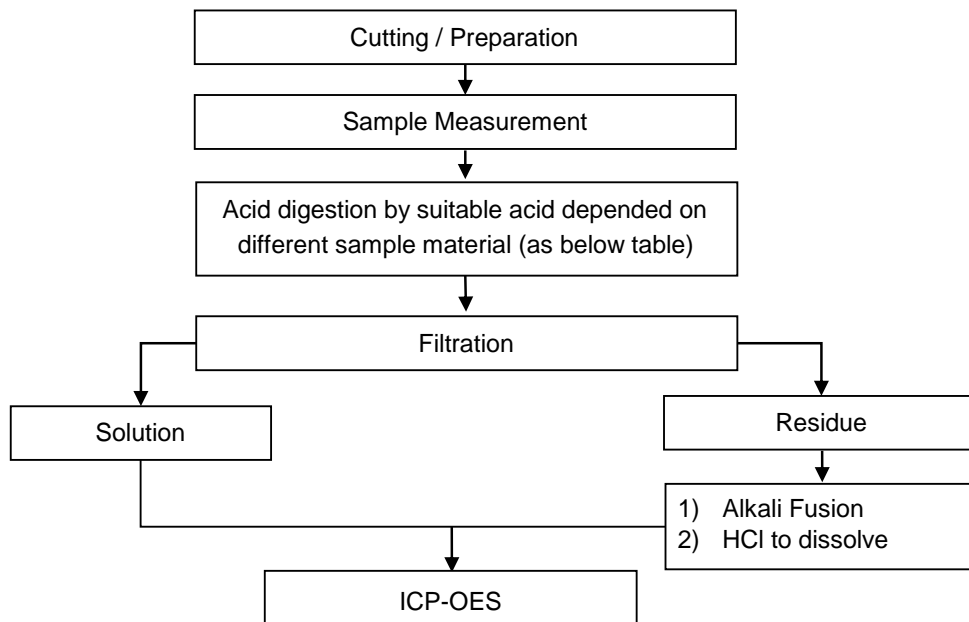 Cutting / Preparation
Sample Measurement
Acid digestion by suitable acid depended on
different sample material (as below table)
Filtration
Solution
Residue
1) Alkali Fusion
2) HCl to dissolve
ICP-OES